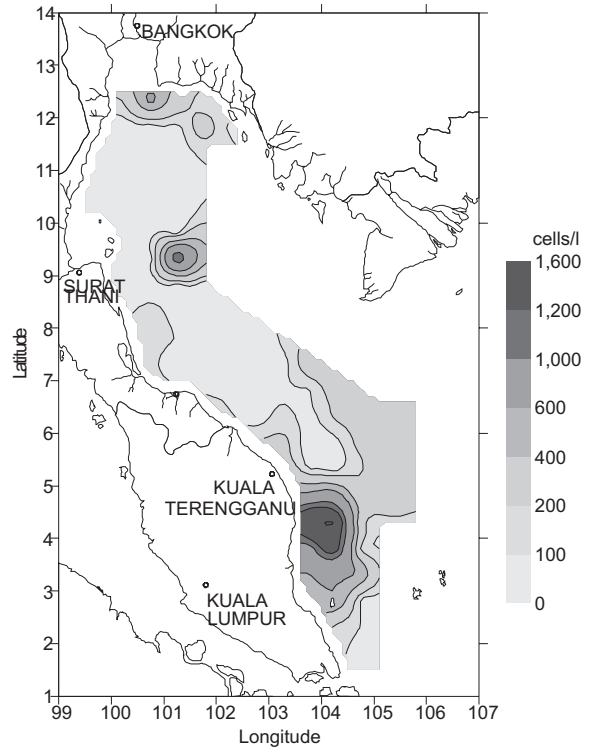 14
13
12
11
10
9
8
7
6
5
4
3
2
1
Latitude
BANGKOK
SURAT
THANI
KUALA
TERENGGANU
KUALA
LUMPUR
99 100 101 102 103 104 105 106 107
Longitude
cells/l
1,600
1,200
1,000
600
400
200
100
0